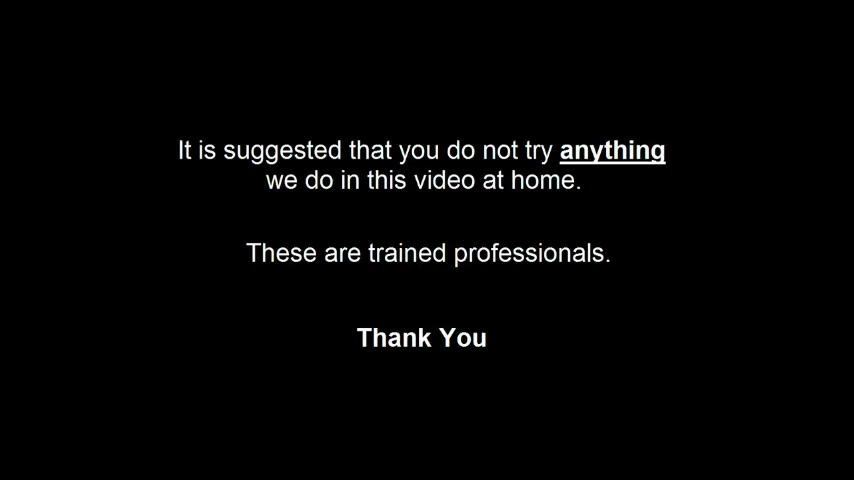 It is suggested that you do not try anything
we do in this video at home.
These are trained professionals.
Thank You